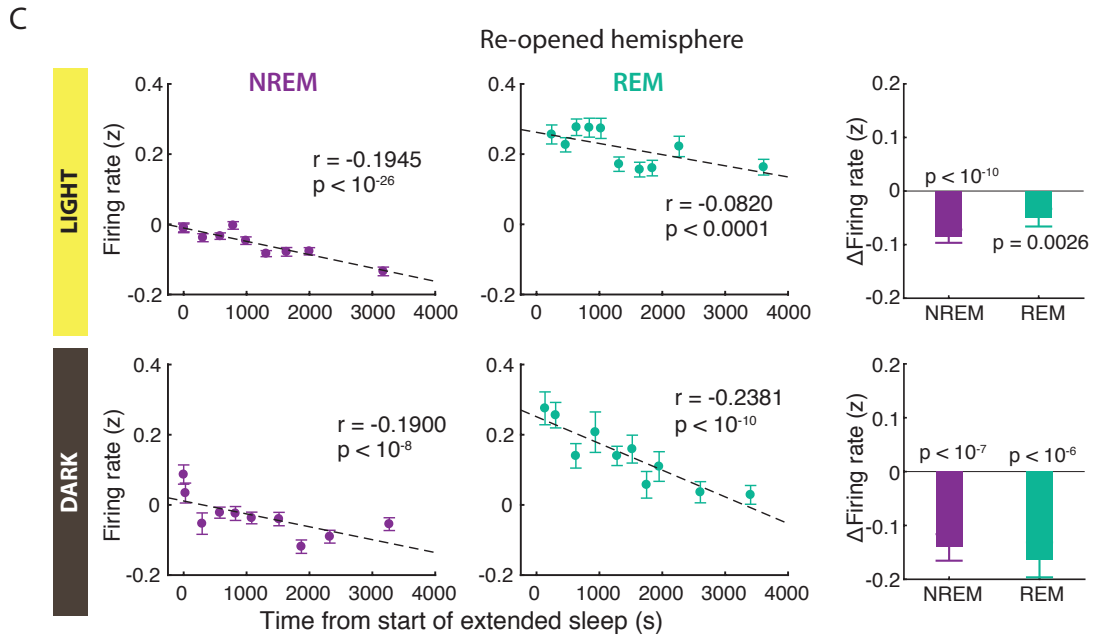 C
Re-opened hemisphere
LIGHT
NREM
Firing rate (z)
0.4
0.2
0
-0.2
r = -0.1945
p < 10⁻²⁶
0 1000 2000 3000 4000
REM
0.4
0.2
0
-0.2
r = -0.0820
p < 0.0001
0 1000 2000 3000 4000
ΔFiring rate (z)
0.2
0.1
0
-0.1
-0.2
p < 10⁻¹⁰
p = 0.0026
NREM REM
DARK
Firing rate (z)
0.4
0.2
0
-0.2
r = -0.1900
p < 10⁻⁸
0 1000 2000 3000 4000
0.4
0.2
0
-0.2
r = -0.2381
p < 10⁻¹⁰
0 1000 2000 3000 4000
Time from start of extended sleep (s)
ΔFiring rate (z)
0.2
0.1
0
-0.1
-0.2
p < 10⁻⁷ p < 10⁻⁶
NREM REM